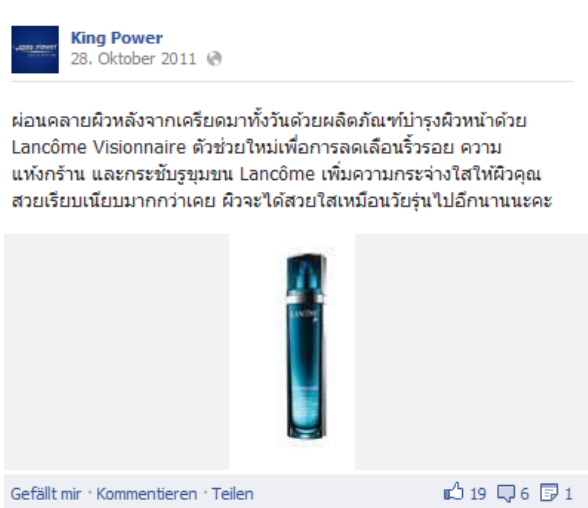 King Power
28. Oktober 2011
ผ่อนคลายผิวหลังจากเครียดมาทั้งวันด้วยผลิตภัณฑ์บำรุงผิวหน้าด้วย
Lancôme Visionnaire ตัวช่วยใหม่เพื่อการลดเลือนริ้วรอย ความ
แห้งกร้าน และกระชับรูขุมขน Lancôme เพิ่มความกระจ่างใสให้ผิวคุณ
สวยเรียบเนียบมากกว่าเคย ผิวจะได้สวยใสเหมือนวัยรุ่นไปอีกนานนะคะ
LANCÔME
Gefällt mir · Kommentieren · Teilen 19 6 1